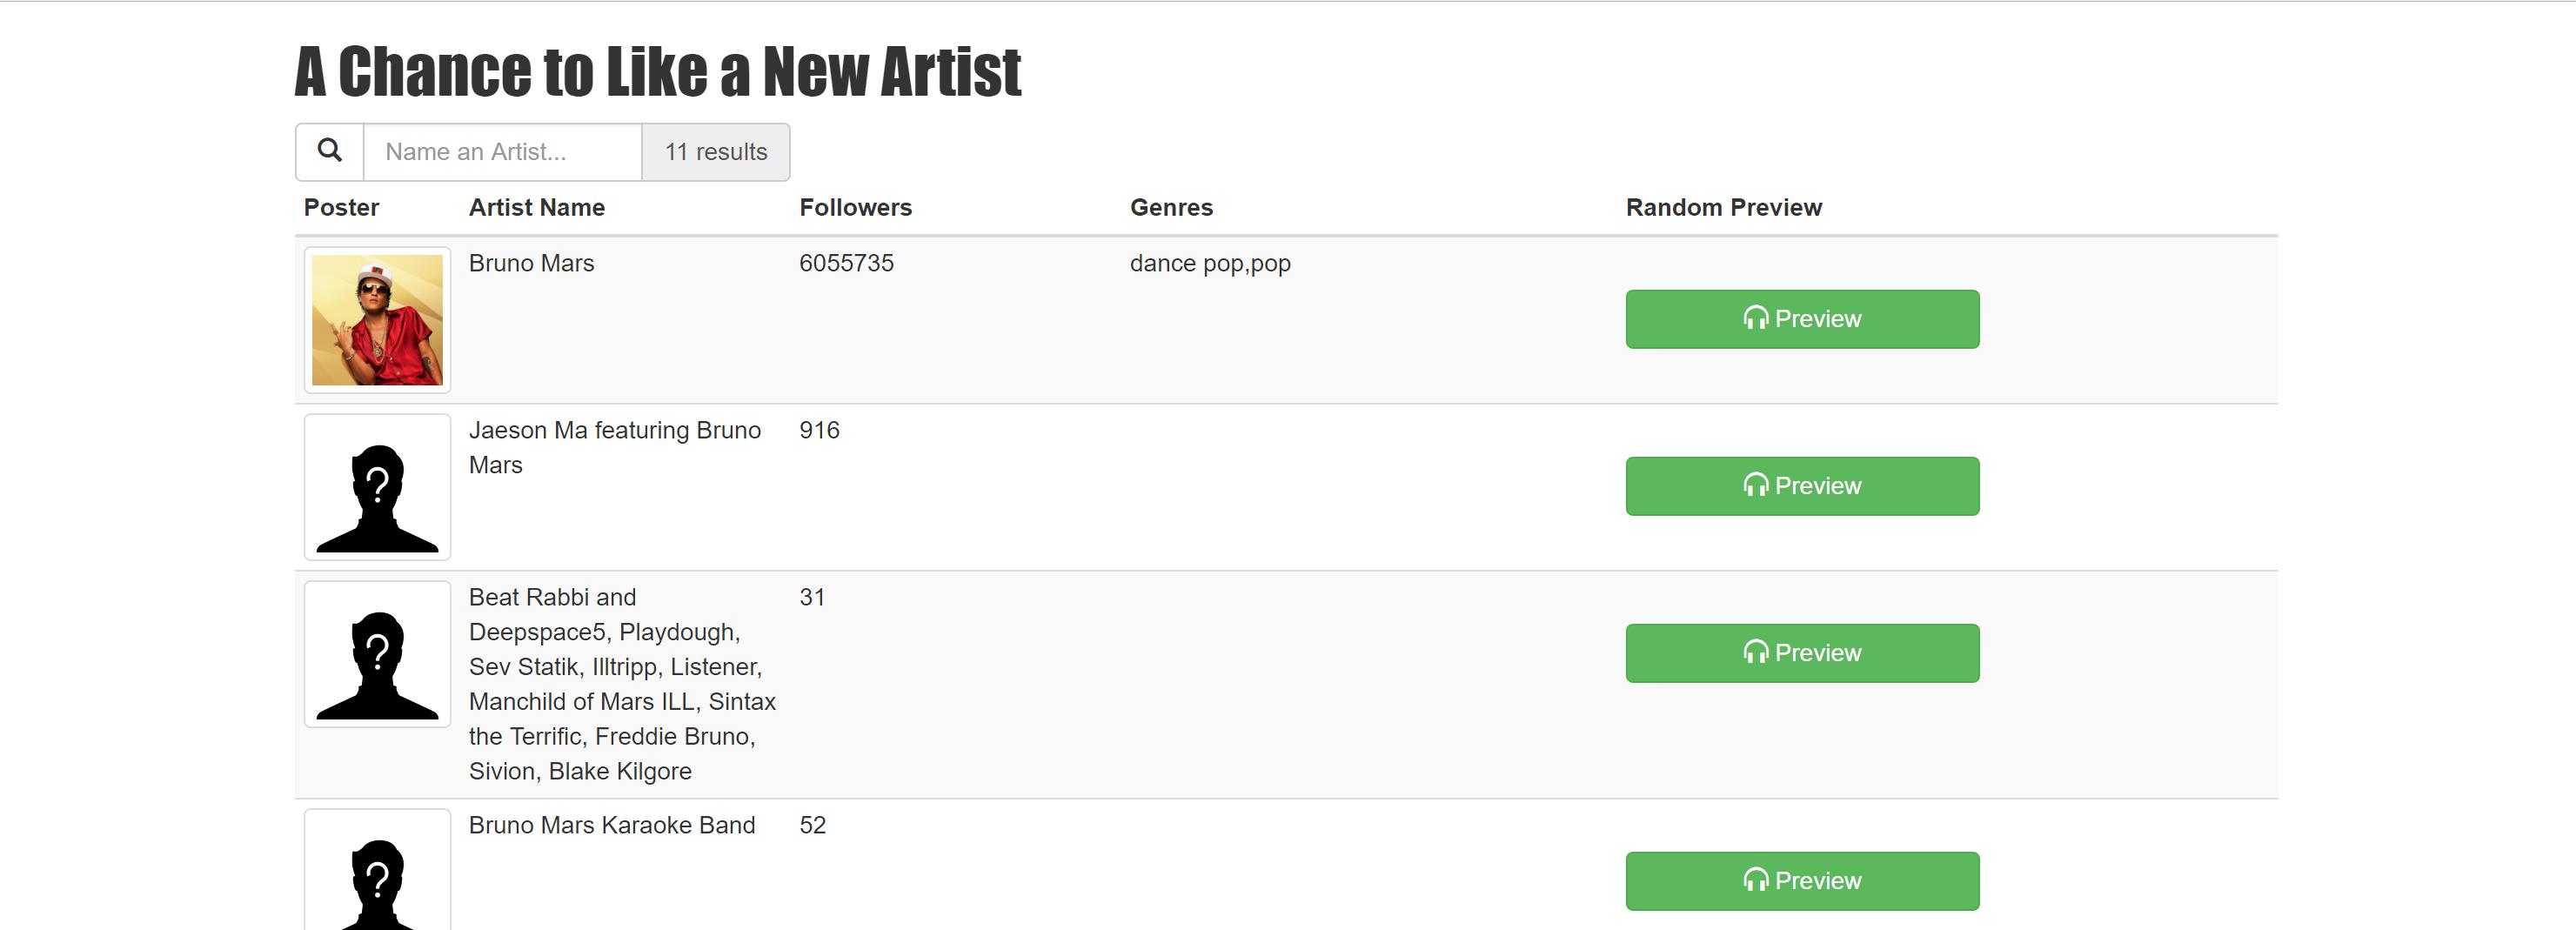 A Chance to Like a New Artist
Name an Artist... 11 results
Poster Artist Name Followers Genres Random Preview
Bruno Mars 6055735 dance pop,pop
Preview
Jaeson Ma featuring Bruno 916
Mars
Preview
?
Beat Rabbi and 31
Deepspace5, Playdough,
Sev Statik, Illtripp, Listener,
Preview
?
Manchild of Mars ILL, Sintax
the Terrific, Freddie Bruno,
Sivion, Blake Kilgore
Bruno Mars Karaoke Band 52
Preview
?